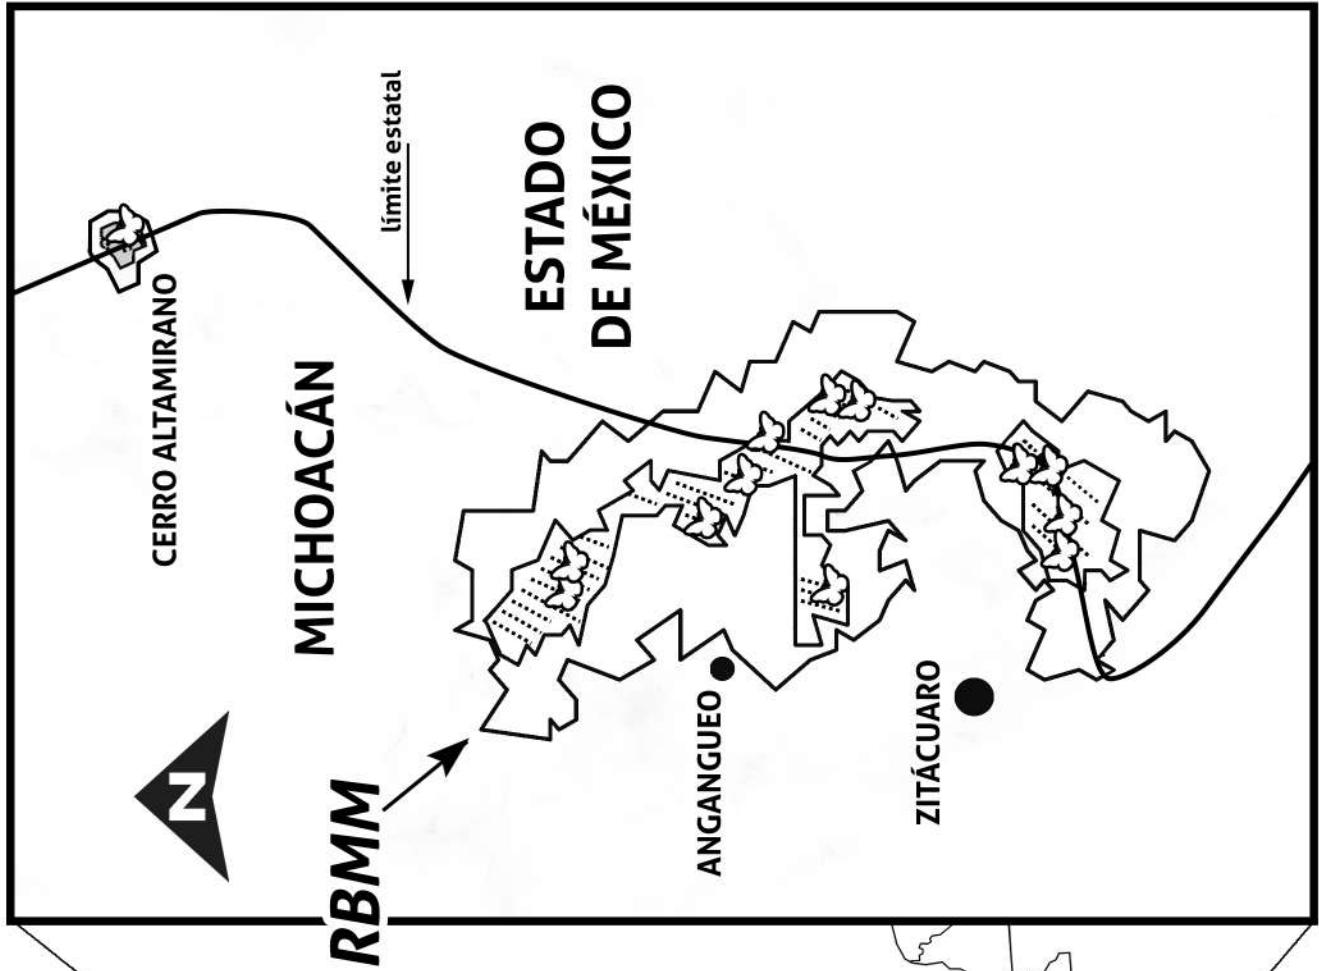 CERRO ALTAMIRANO
límite estatal
MICHOACÁN
ESTADO
DE MÉXICO
N
RBMM
ANGANGUEO
ZITÁCUARO